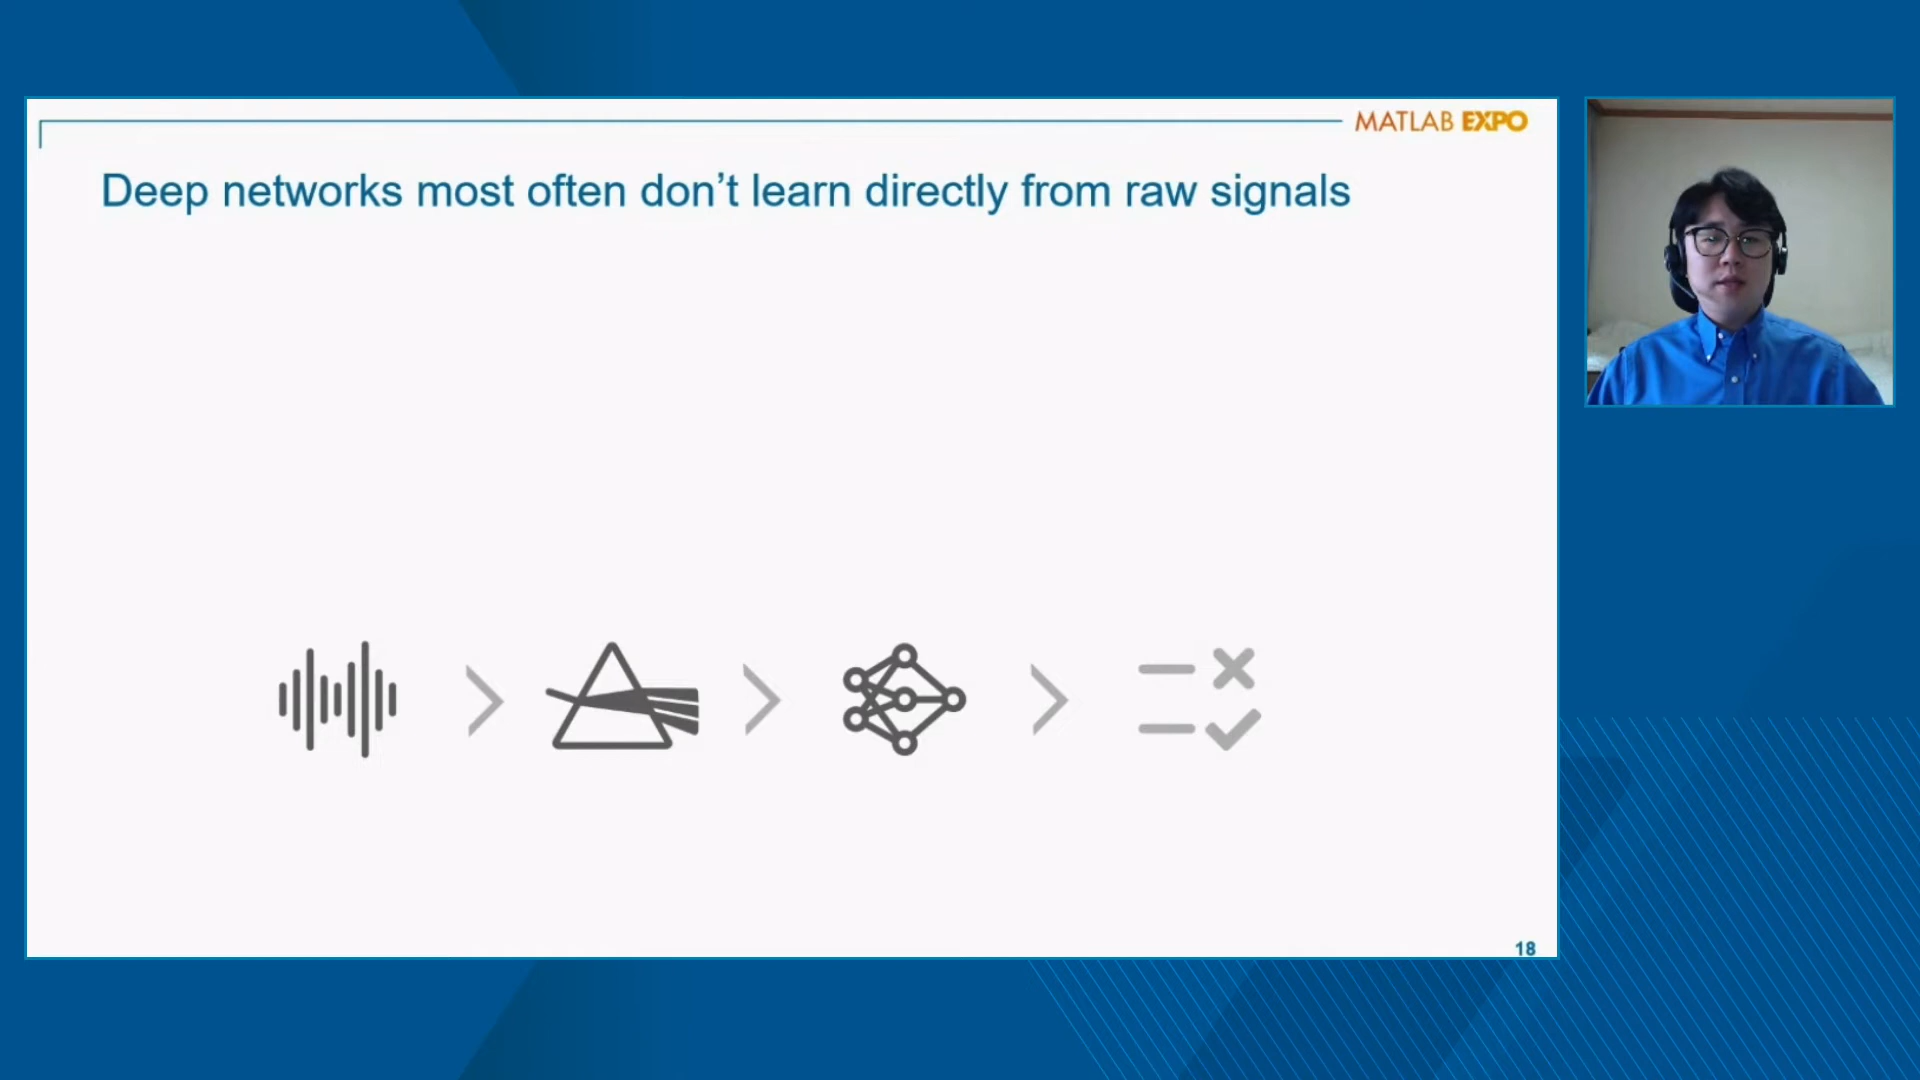 MATLAB EXPO
Deep networks most often don’t learn directly from raw signals
18